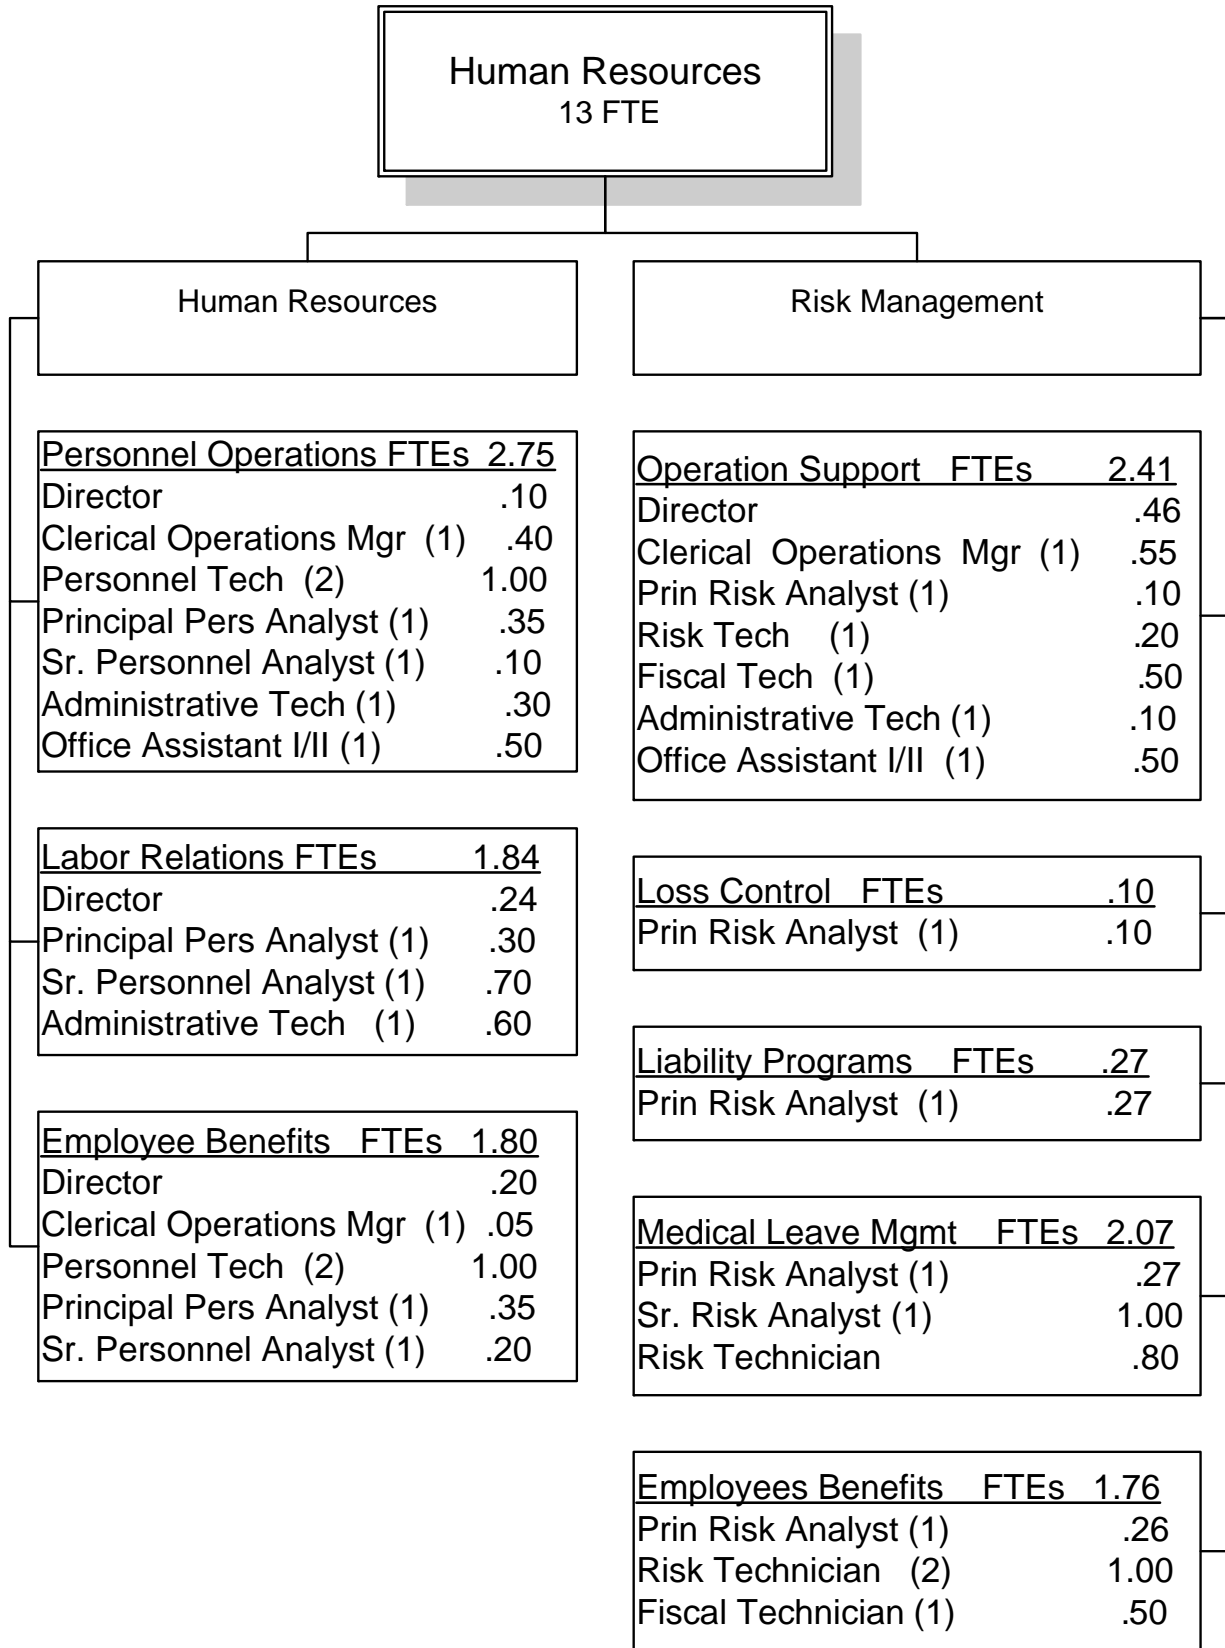 Human Resources
13 FTE
Human Resources
Personnel Operations FTEs 2.75
Director .10
Clerical Operations Mgr (1) .40
Personnel Tech (2) 1.00
Principal Pers Analyst (1) .35
Sr. Personnel Analyst (1) .10
Administrative Tech (1) .30
Office Assistant I/II (1) .50
Labor Relations FTEs 1.84
Director .24
Principal Pers Analyst (1) .30
Sr. Personnel Analyst (1) .70
Administrative Tech (1) .60
Employee Benefits FTEs 1.80
Director .20
Clerical Operations Mgr (1) .05
Personnel Tech (2) 1.00
Principal Pers Analyst (1) .35
Sr. Personnel Analyst (1) .20
Risk Management
Operation Support FTEs 2.41
Director .46
Clerical Operations Mgr (1) .55
Prin Risk Analyst (1) .10
Risk Tech (1) .20
Fiscal Tech (1) .50
Administrative Tech (1) .10
Office Assistant I/II (1) .50
Loss Control FTEs .10
Prin Risk Analyst (1) .10
Liability Programs FTEs .27
Prin Risk Analyst (1) .27
Medical Leave Mgmt FTEs 2.07
Prin Risk Analyst (1) .27
Sr. Risk Analyst (1) 1.00
Risk Technician .80
Employees Benefits FTEs 1.76
Prin Risk Analyst (1) .26
Risk Technician (2) 1.00
Fiscal Technician (1) .50